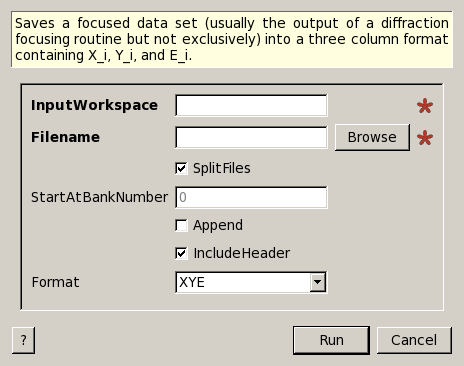 Saves a focused data set (usually the output of a diffraction
focusing routine but not exclusively) into a three column format
containing X_i, Y_i, and E_i.
InputWorkspace
Filename
Browse
SplitFiles
StartAtBankNumber 0
Append
IncludeHeader
Format XYE
? Run Cancel